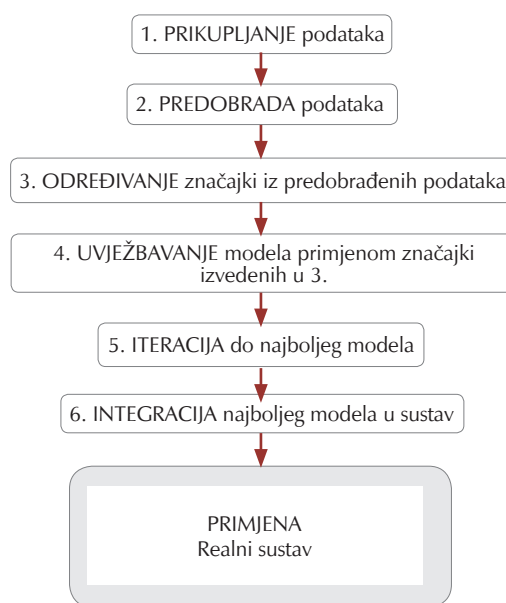 1. PRIKUPLJANJE podataka
2. PREDOBRADA podataka
3. ODREĐIVANJE značajki iz predobrađenih podataka
4. UVJEŽBAVANJE modela primjenom značajki
izvedenih u 3.
5. ITERACIJA do najboljeg modela
6. INTEGRACIJA najboljeg modela u sustav
PRIMJENA
Realni sustav